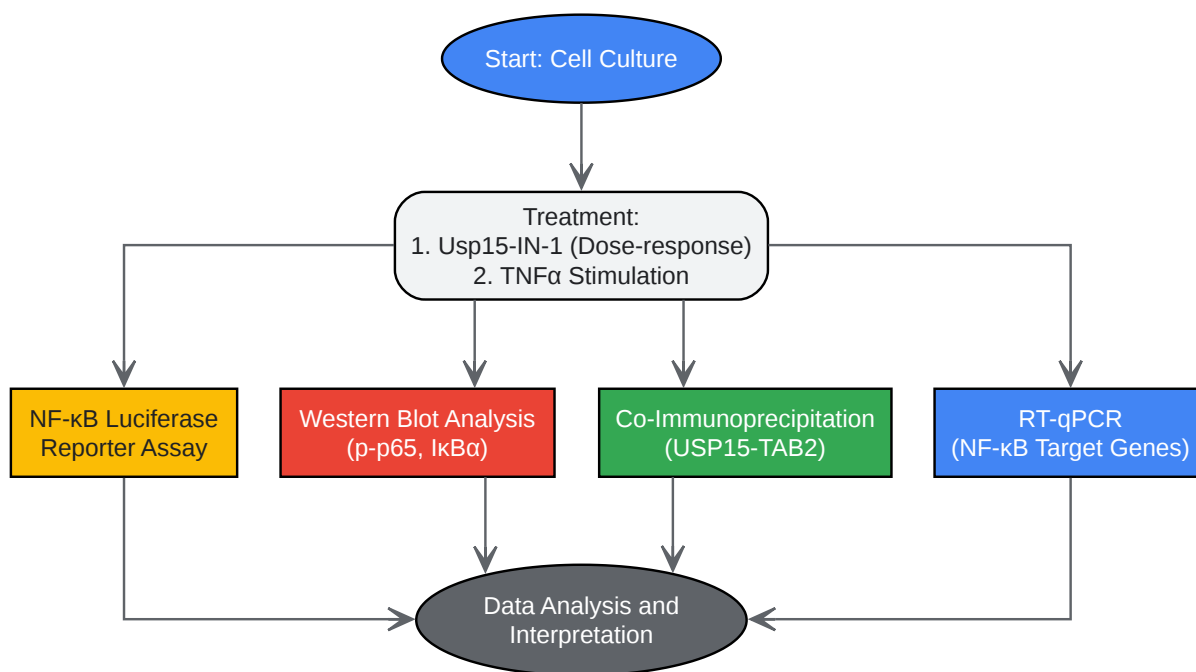 Start: Cell Culture
Treatment:
1. Usp15-IN-1 (Dose-response)
2. TNFα Stimulation
NF-κB Luciferase
Reporter Assay
Western Blot Analysis
(p-p65, IκBα)
Co-Immunoprecipitation
(USP15-TAB2)
RT-qPCR
(NF-κB Target Genes)
Data Analysis and
Interpretation